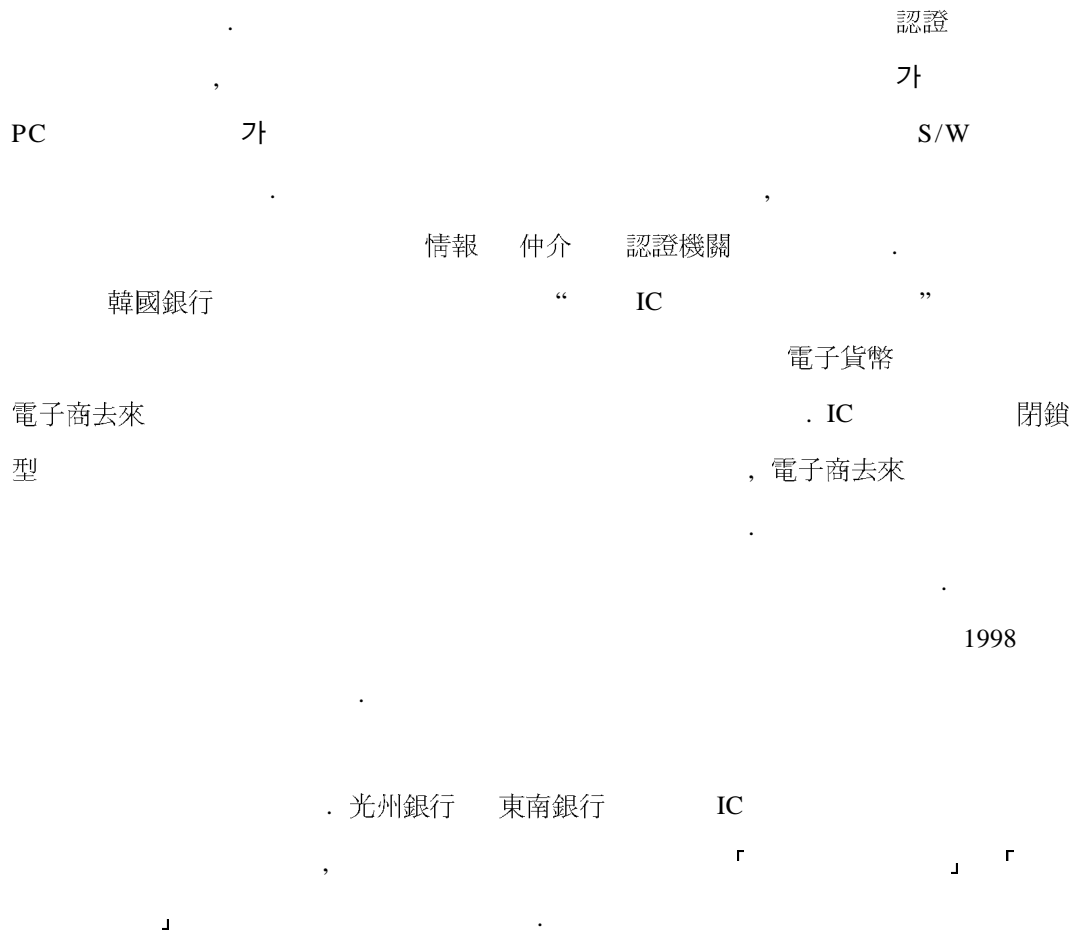 . 認證
, 가
PC 가 S/W
. ,
情報 仲介 認證機關 .
韓國銀行 “ IC ”
電子貨幣
電子商去來 . IC 閉鎖
型 , 電子商去來
.
.
1998
.
. 光州銀行 東南銀行 IC
, 「 」 「
」 .